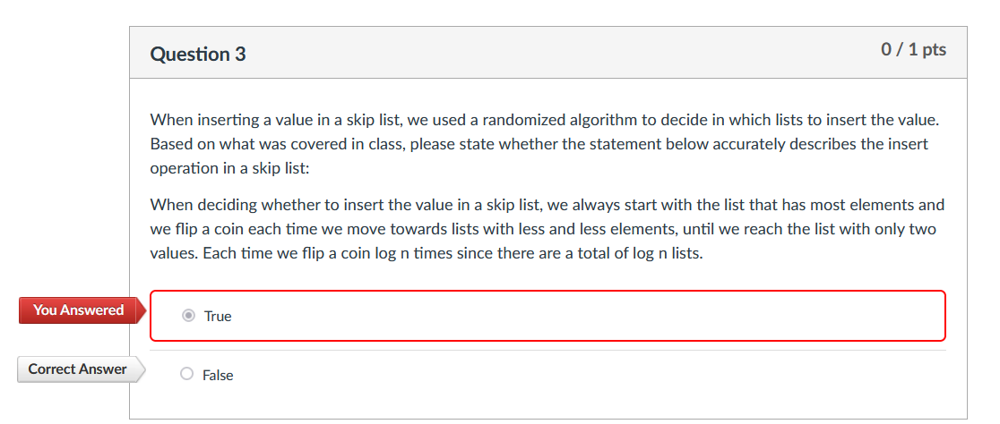 Question 3
0 / 1 pts
When inserting a value in a skip list, we used a randomized algorithm to decide in which lists to insert the value.
Based on what was covered in class, please state whether the statement below accurately describes the insert
operation in a skip list:
When deciding whether to insert the value in a skip list, we always start with the list that has most elements and
we flip a coin each time we move towards lists with less and less elements, until we reach the list with only two
values. Each time we flip a coin log n times since there are a total of log n lists.
You Answered
True
Correct Answer
False